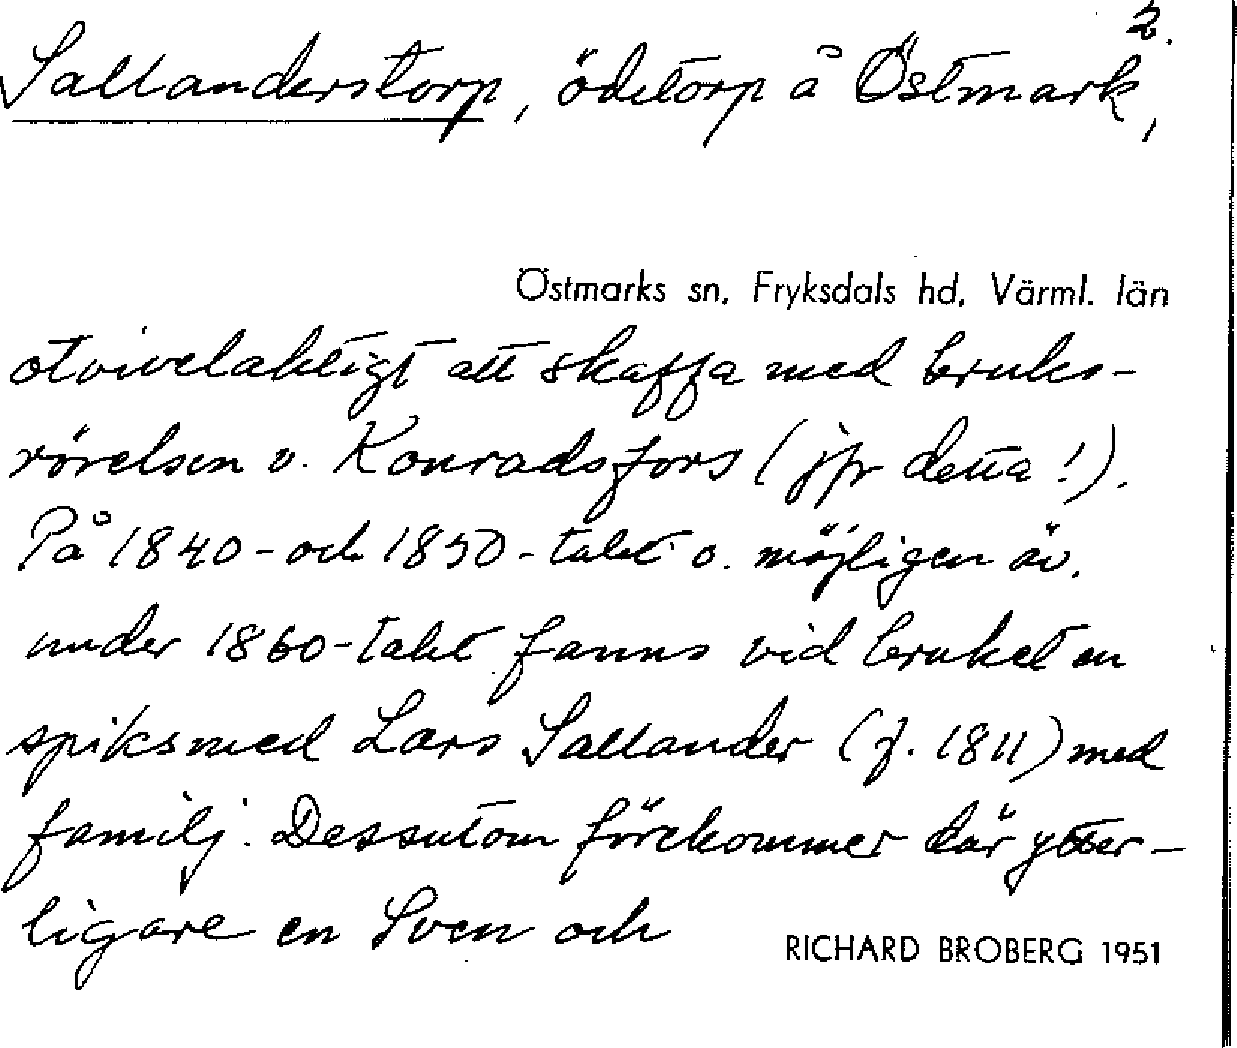 2.
Sallanderstorp, ödetorp å Östmark,
Östmarks sn, Fryksdals hd, Värml. län
otvivelaktigt att skaffa med bruks-
rörelsen v. Konradsfors (jfr detta!).
På 1840- och 1850-talet o. möjligen äv.
under 1860-talet fanns vid bruket en
spiksmed Lars Sallander (f. 1811) med
familj. Dessutom förekommer där ytter-
ligare en Sven och
RICHARD BROBERG 1951